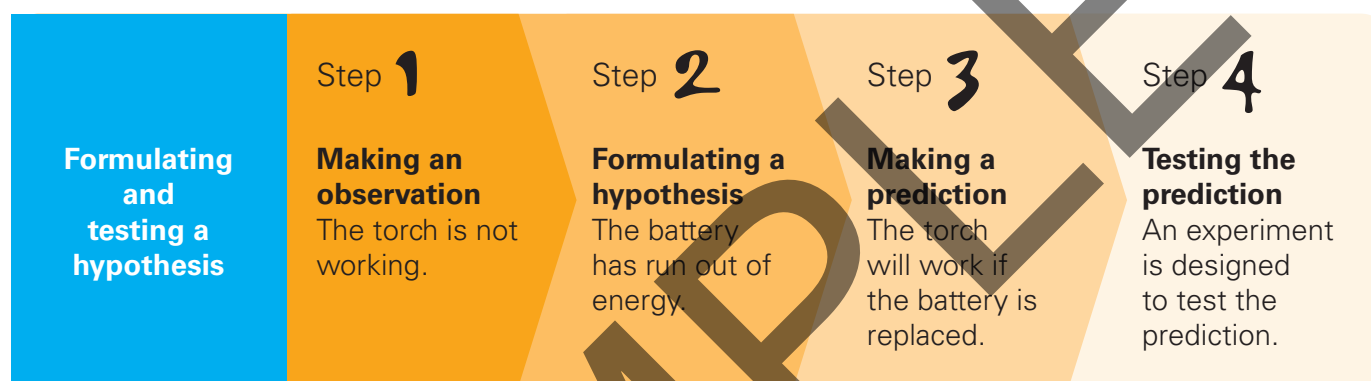 Formulating
and
testing a
hypothesis
Step 1
Making an
observation
The torch is not
working.
Step 2
Formulating a
hypothesis
The battery
has run out of
energy.
Step 3
Making a
prediction
The torch
will work if
the battery is
replaced.
Step 4
Testing the
prediction
An experiment
is designed
to test the
prediction.
MPLE